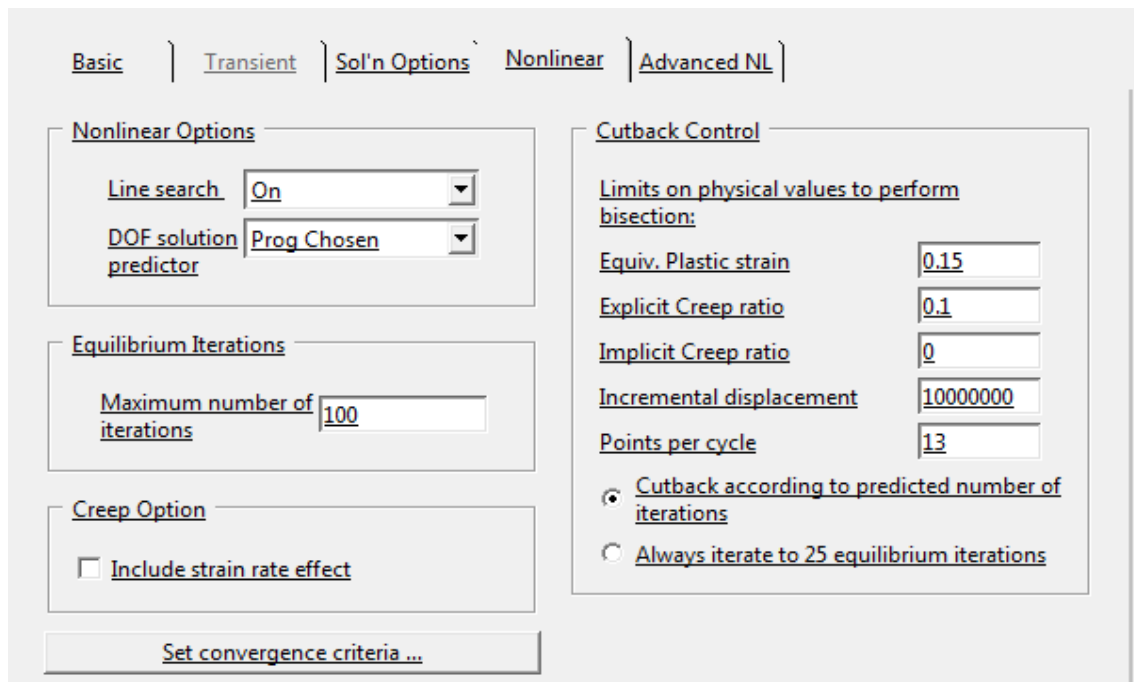 Basic Transient Sol'n Options Nonlinear Advanced NL
Nonlinear Options
Line search On
DOF solution predictor Prog Chosen
Equilibrium Iterations
Maximum number of
iterations 100
Creep Option
Include strain rate effect
Set convergence criteria ...
Cutback Control
Limits on physical values to perform
bisection:
Equiv. Plastic strain 0.15
Explicit Creep ratio 0.1
Implicit Creep ratio 0
Incremental displacement 10000000
Points per cycle 13
Cutback according to predicted number of
iterations
Always iterate to 25 equilibrium iterations